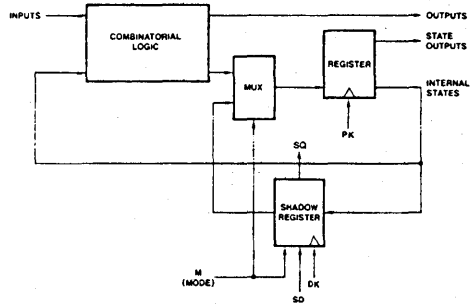 INPUTS
COMBINATORIAL
LOGIC
OUTPUTS
STATE
OUTPUTS
REGISTER
MUX
INTERNAL
STATES
PK
SQ
SHADOW
REGISTER
M
(MODE)
DK
SD